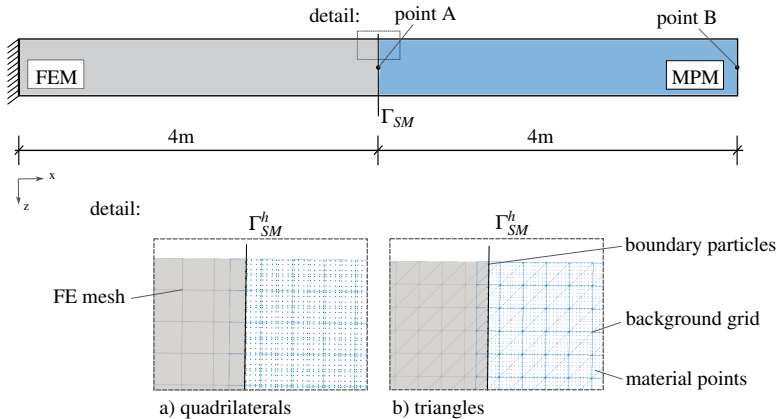 detail:
point A
point B
FEM
MPM
Γ_SM
4m
4m
x
z
detail:
Γ^h_SM
Γ^h_SM
boundary particles
FE mesh
background grid
material points
a) quadrilaterals
b) triangles